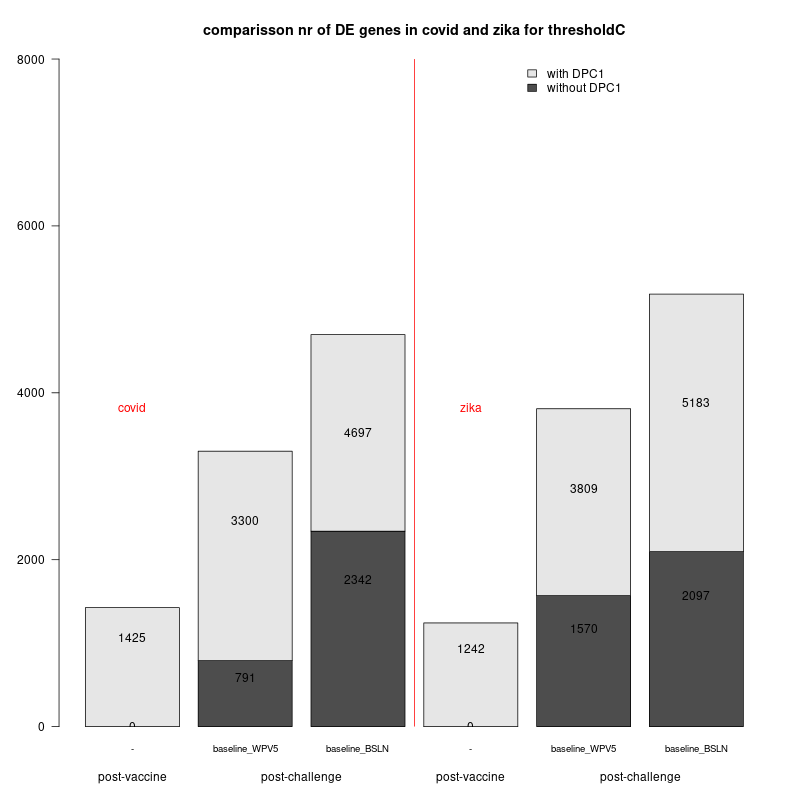 comparisson nr of DE genes in covid and zika for thresholdC
8000
with DPC1
without DPC1
6000
5183
4000
covid
zika
4697
3809
3300
2000
2342
2097
1570
1425
1242
791
0
0
0
-
baseline_WPV5
baseline_BSLN
-
baseline_WPV5
baseline_BSLN
post-vaccine
post-challenge
post-vaccine
post-challenge